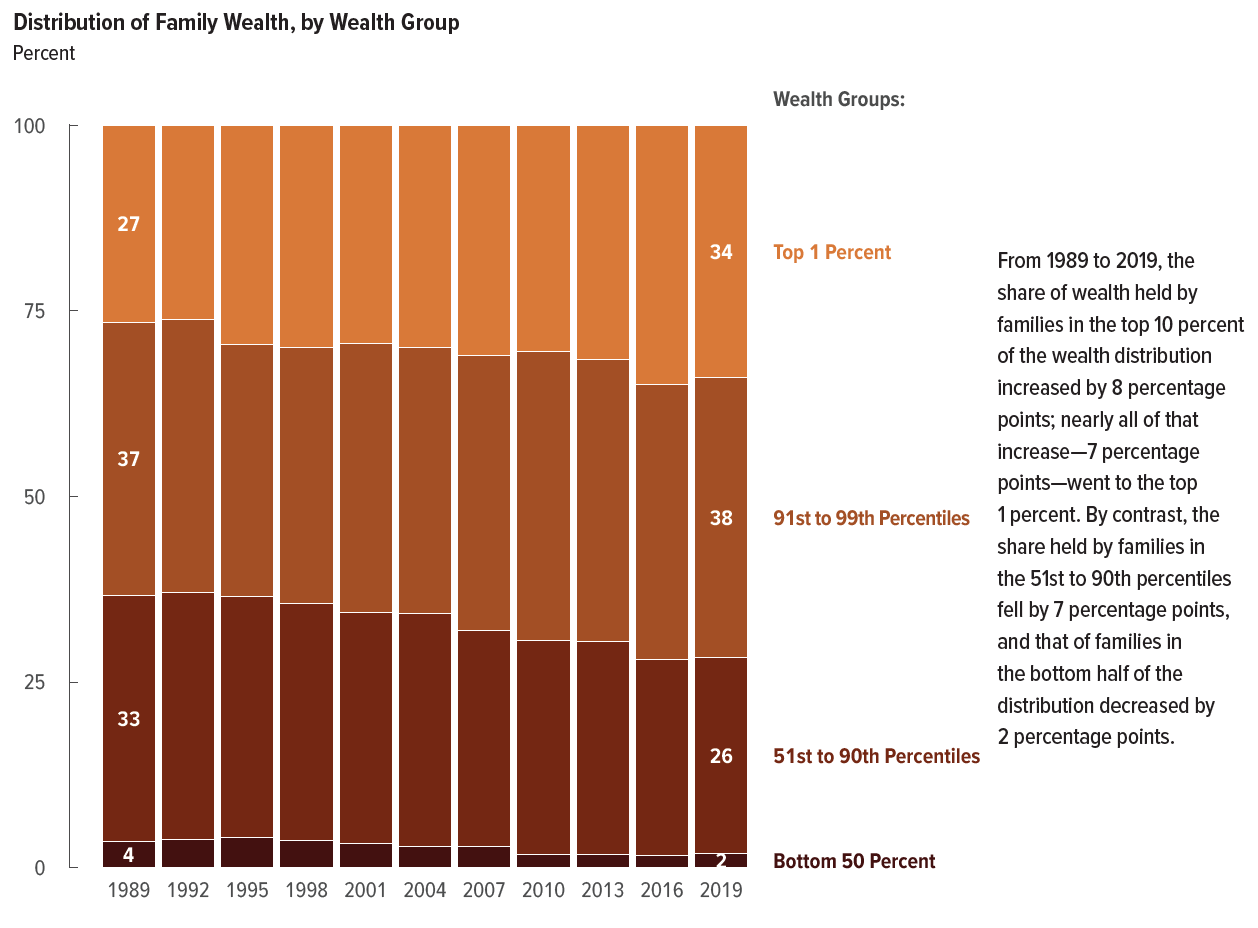 Distribution of Family Wealth, by Wealth Group
Percent
Wealth Groups:
100
75
50
25
0
27
37
33
4
34
38
26
2
Top 1 Percent
91st to 99th Percentiles
51st to 90th Percentiles
Bottom 50 Percent
1989 1992 1995 1998 2001 2004 2007 2010 2013 2016 2019
From 1989 to 2019, the
share of wealth held by
families in the top 10 percent
of the wealth distribution
increased by 8 percentage
points; nearly all of that
increase—7 percentage
points—went to the top
1 percent. By contrast, the
share held by families in
the 51st to 90th percentiles
fell by 7 percentage points,
and that of families in
the bottom half of the
distribution decreased by
2 percentage points.